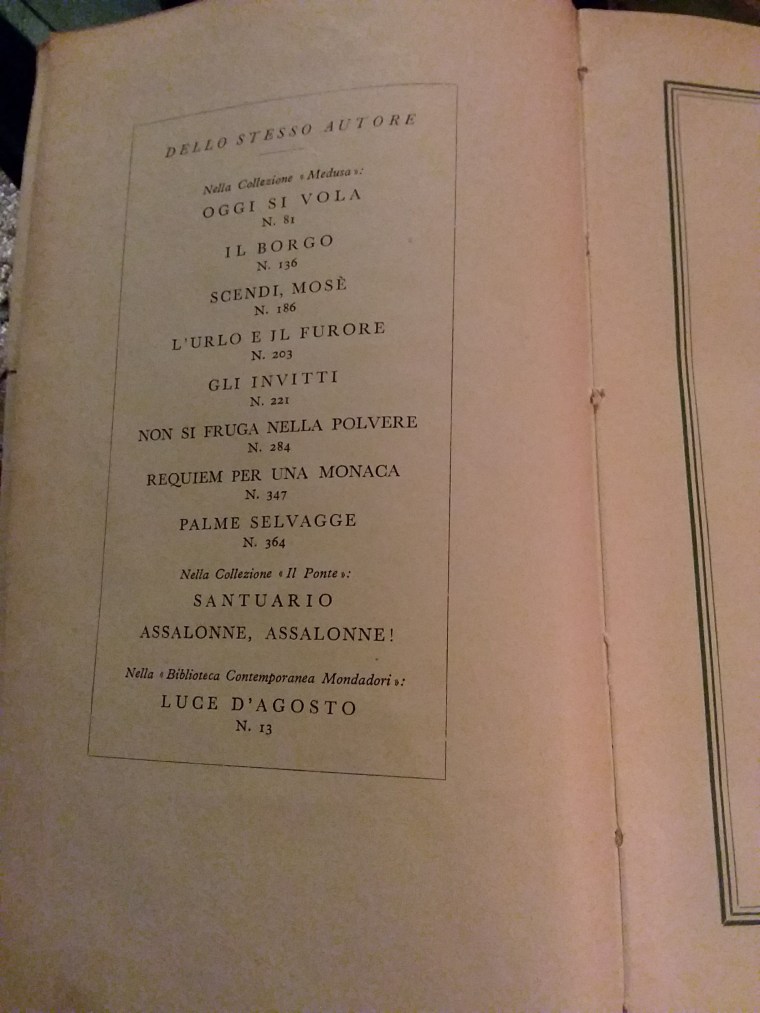 DELLO STESSO AUTORE
Nella Collezione « Medusa »:
OGGI SI VOLA
N. 81
IL BORGO
N. 136
SCENDI, MOSÈ
N. 186
L'URLO E IL FURORE
N. 203
GLI INVITTI
N. 221
NON SI FRUGA NELLA POLVERE
N. 284
REQUIEM PER UNA MONACA
N. 347
PALME SELVAGGE
N. 364
Nella Collezione « Il Ponte »:
SANTUARIO
ASSALONNE, ASSALONNE!
Nella « Biblioteca Contemporanea Mondadori »:
LUCE D'AGOSTO
N. 13